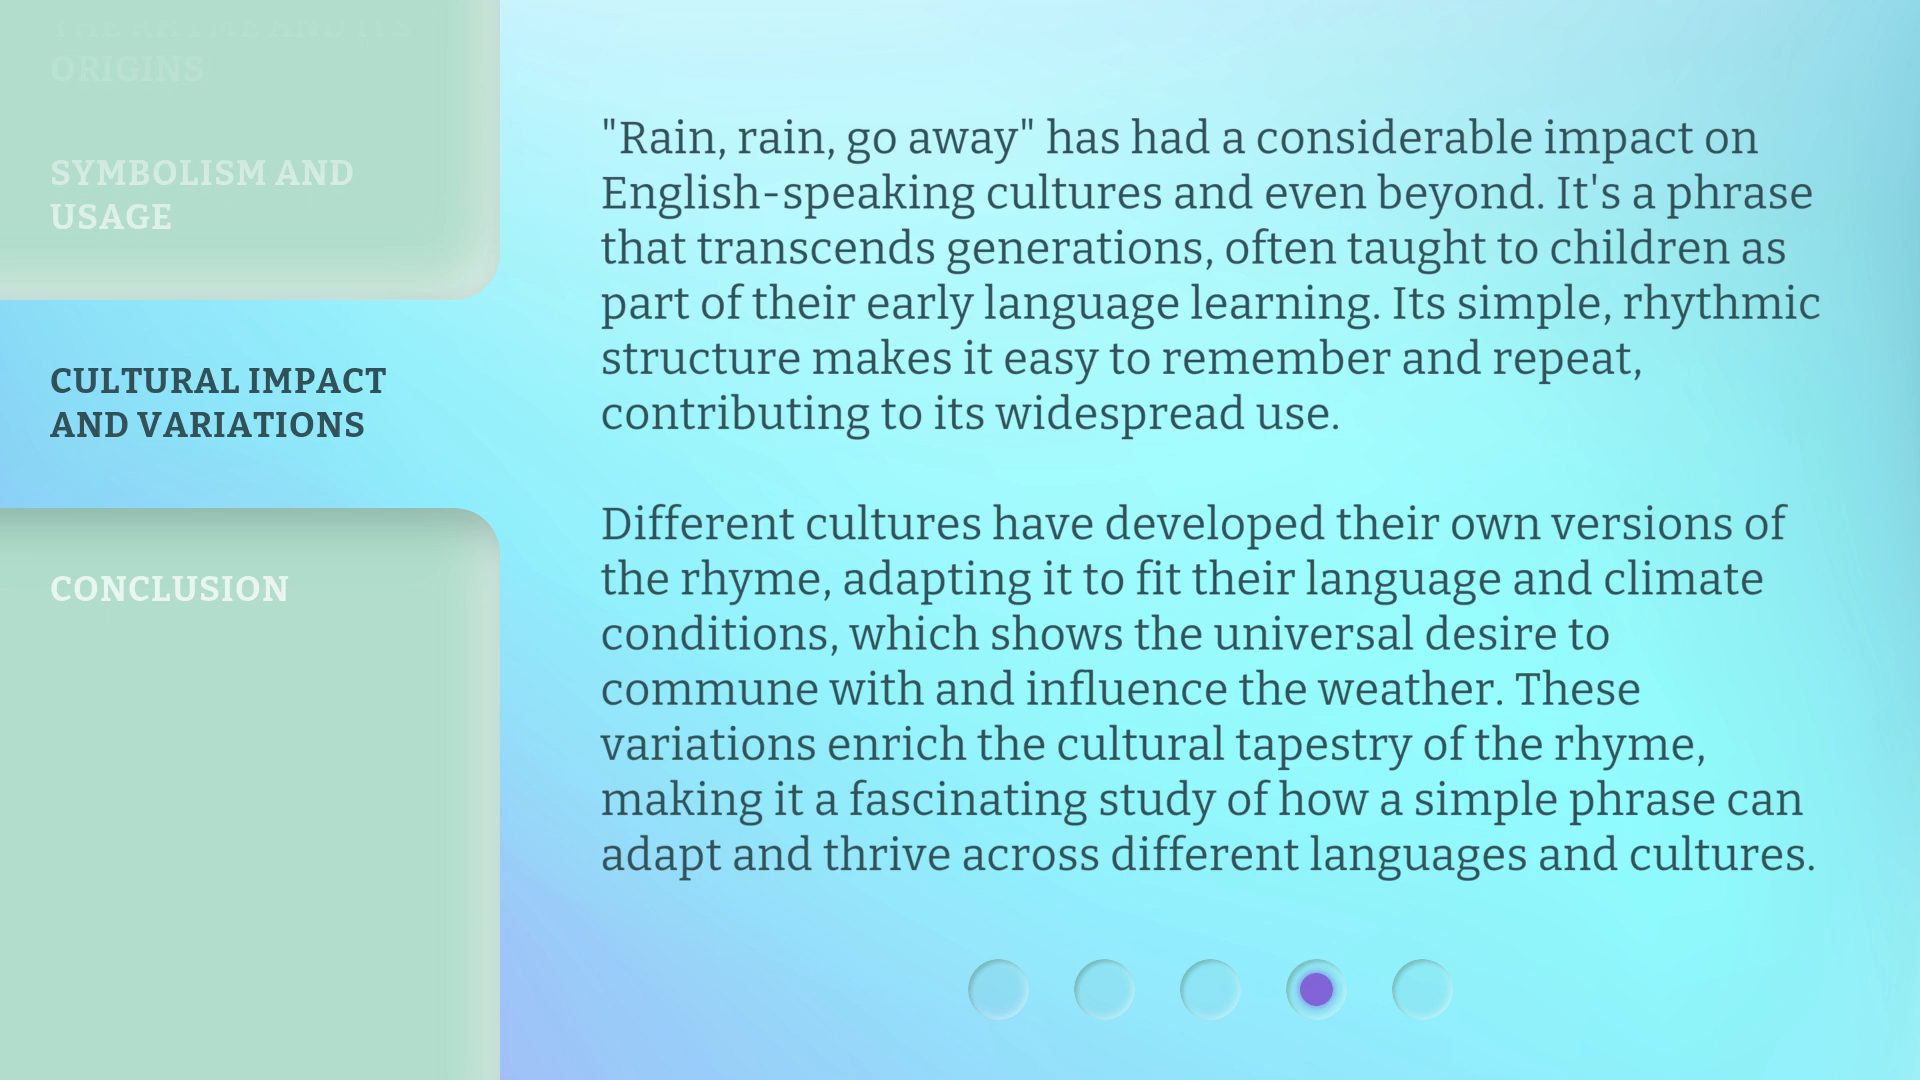 THE RHYME AND ITS
ORIGINS
SYMBOLISM AND
USAGE
CULTURAL IMPACT
AND VARIATIONS
CONCLUSION
"Rain, rain, go away" has had a considerable impact on
English-speaking cultures and even beyond. It's a phrase
that transcends generations, often taught to children as
part of their early language learning. Its simple, rhythmic
structure makes it easy to remember and repeat,
contributing to its widespread use.
Different cultures have developed their own versions of
the rhyme, adapting it to fit their language and climate
conditions, which shows the universal desire to
commune with and influence the weather. These
variations enrich the cultural tapestry of the rhyme,
making it a fascinating study of how a simple phrase can
adapt and thrive across different languages and cultures.